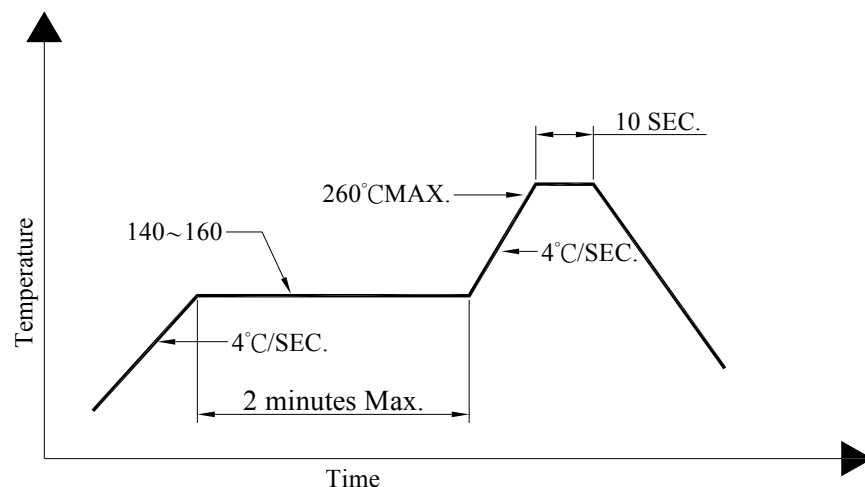 10 SEC.
260℃MAX.
140~160
4℃/SEC.
4℃/SEC.
2 minutes Max.
Temperature
Time